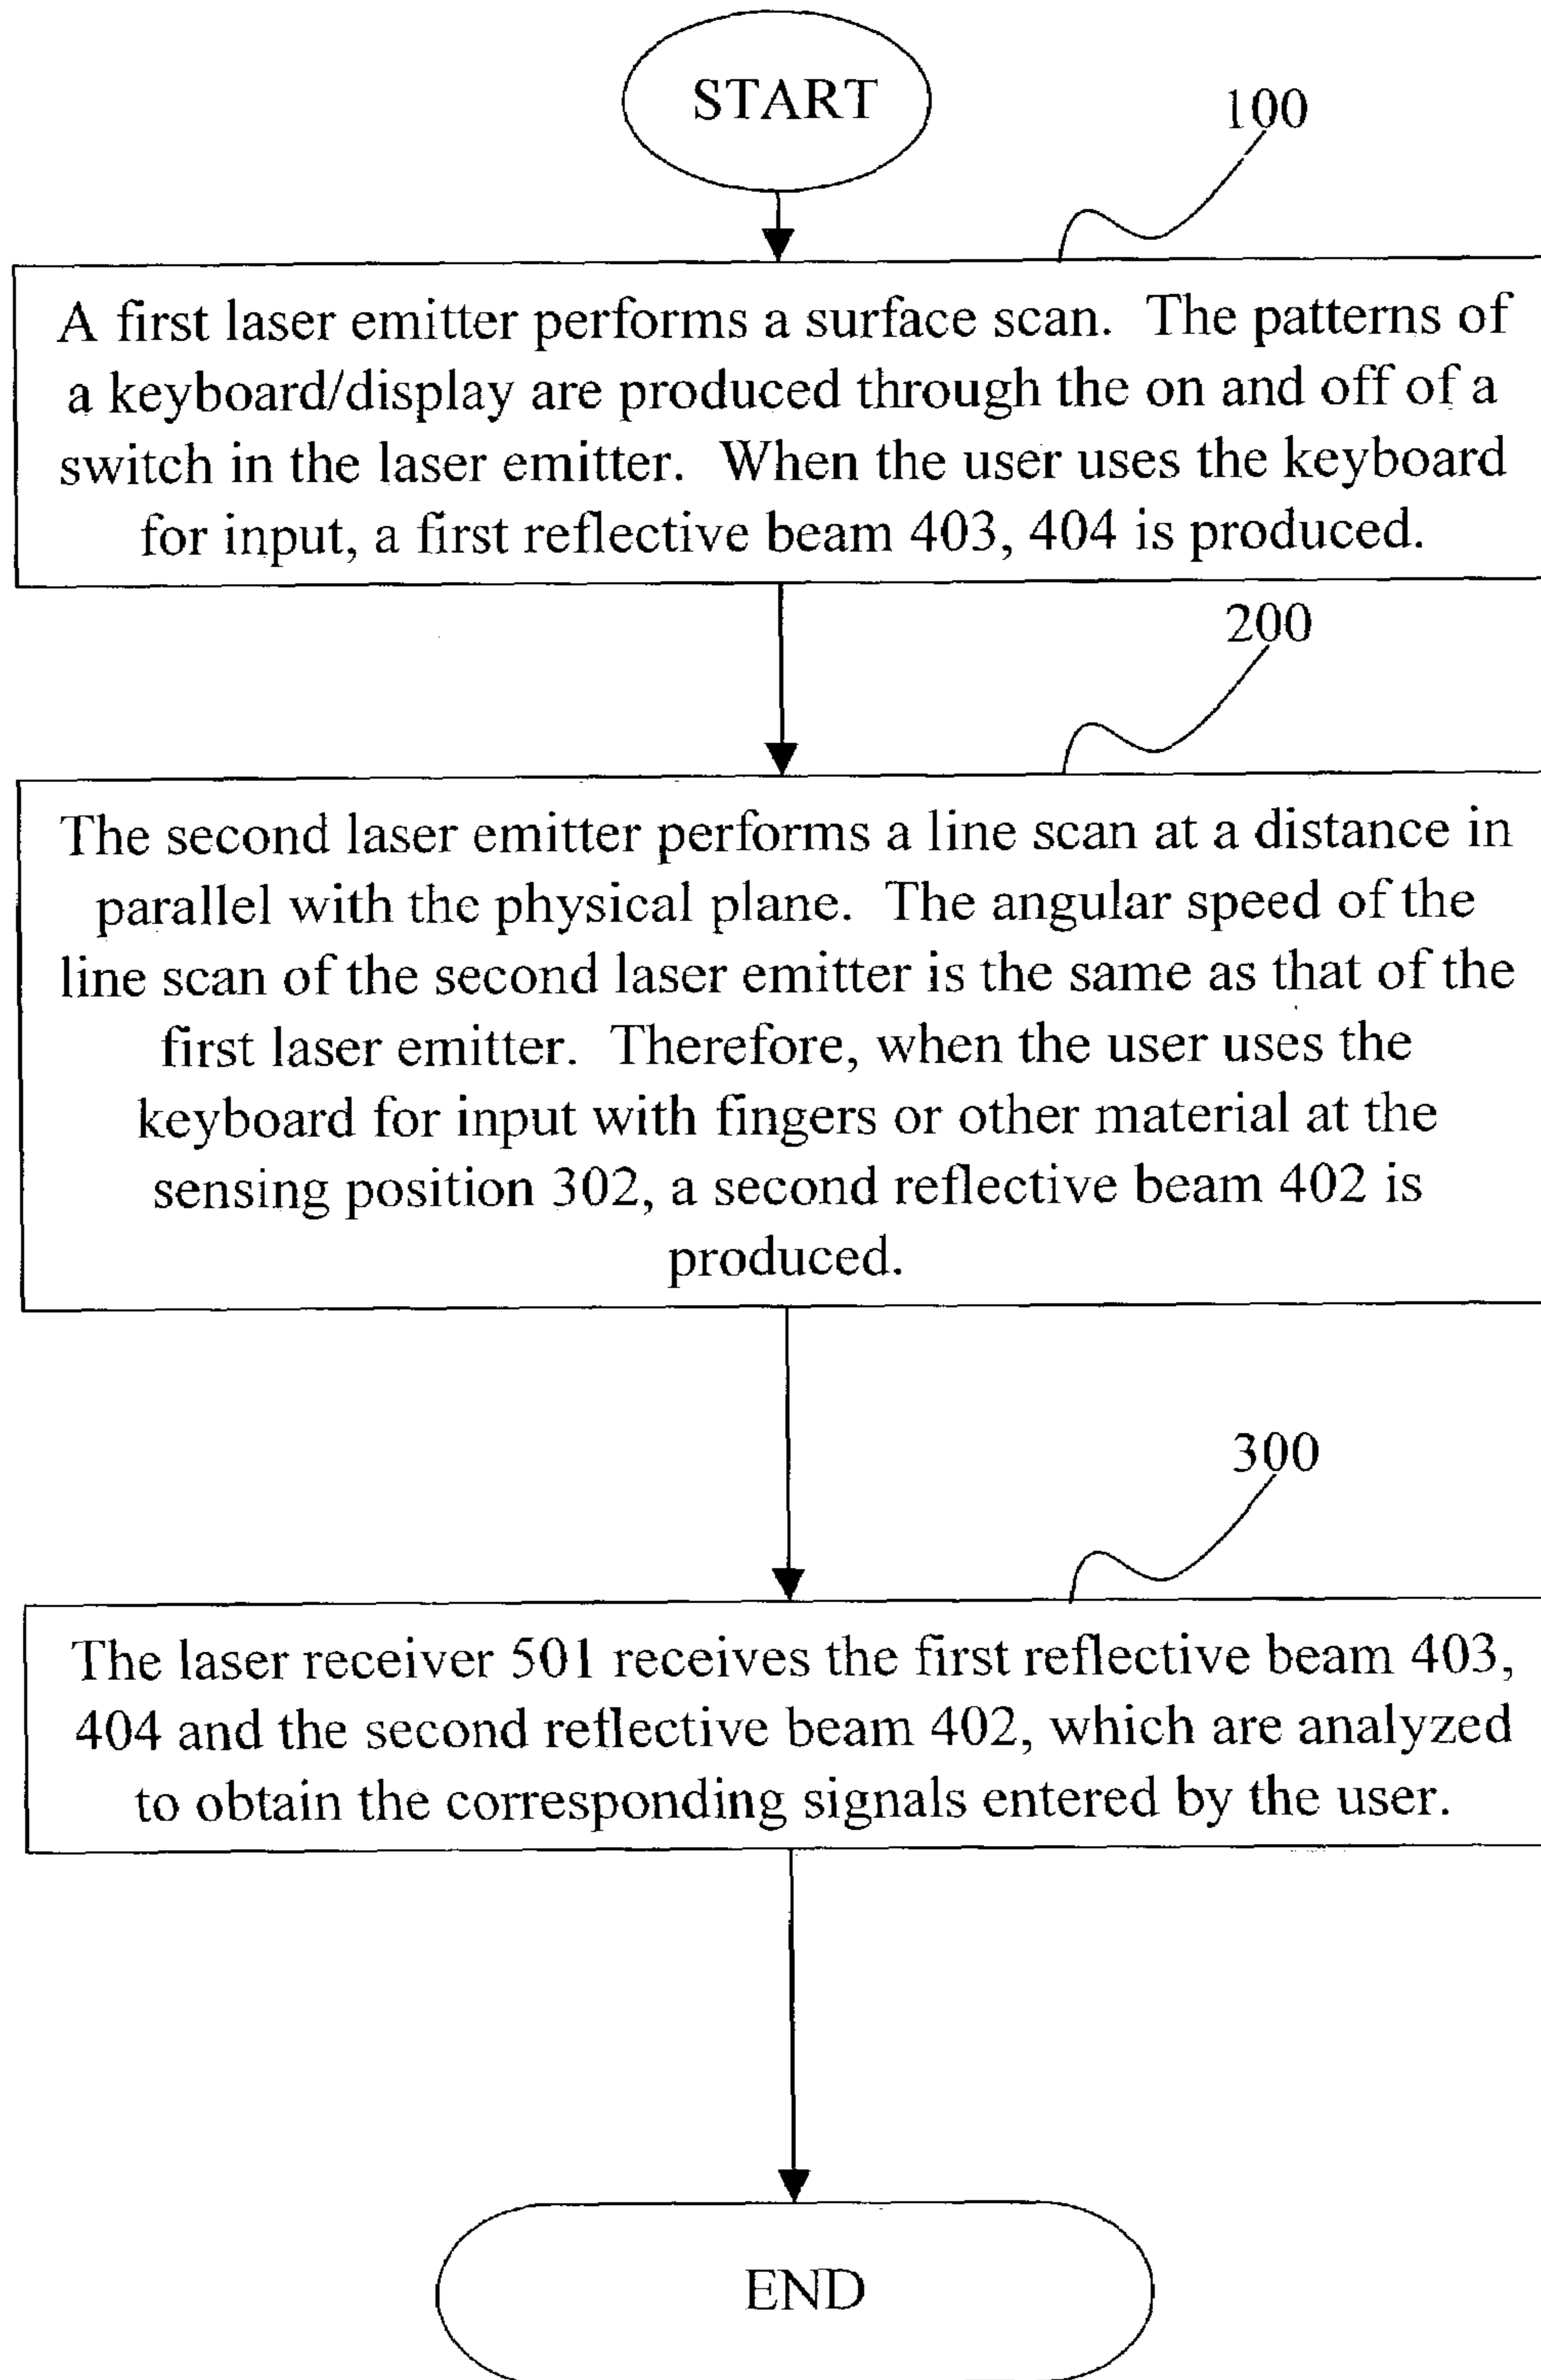 START
100
A first laser emitter performs a surface scan. The patterns of
a keyboard/display are produced through the on and off of a
switch in the laser emitter. When the user uses the keyboard
for input, a first reflective beam 403, 404 is produced.
200
The second laser emitter performs a line scan at a distance in
parallel with the physical plane. The angular speed of the
line scan of the second laser emitter is the same as that of the
first laser emitter. Therefore, when the user uses the
keyboard for input with fingers or other material at the
sensing position 302, a second reflective beam 402 is
produced.
300
The laser receiver 501 receives the first reflective beam 403,
404 and the second reflective beam 402, which are analyzed
to obtain the corresponding signals entered by the user.
END